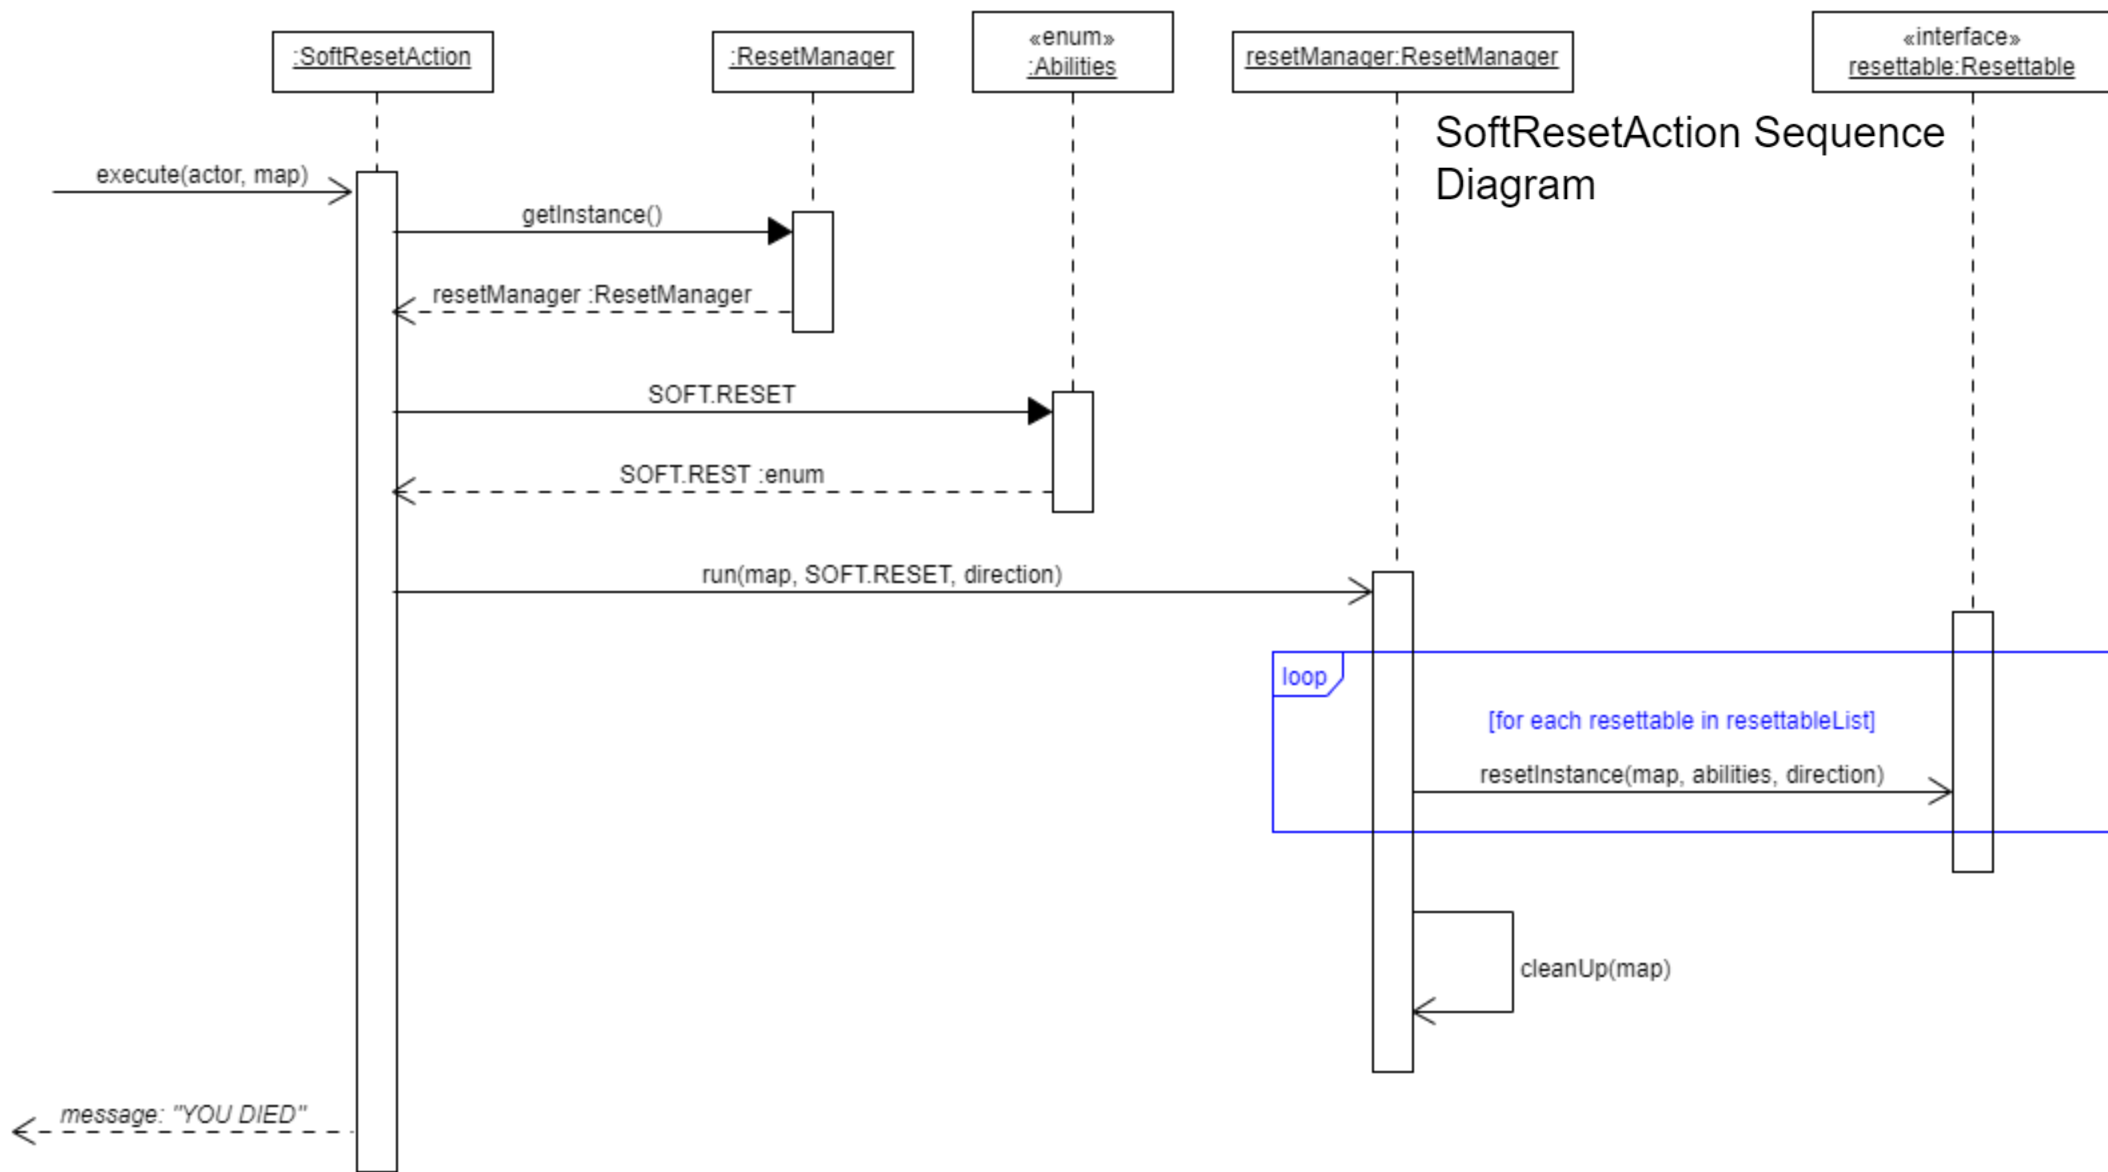 :SoftResetAction
:ResetManager
«enum»
:Abilities
resetManager:ResetManager
«interface»
resettable:Resettable
SoftResetAction Sequence
Diagram
execute(actor, map)
getInstance()
resetManager :ResetManager
SOFT.RESET
SOFT.REST :enum
run(map, SOFT.RESET, direction)
loop
[for each resettable in resettableList]
resetInstance(map, abilities, direction)
cleanUp(map)
message: "YOU DIED"